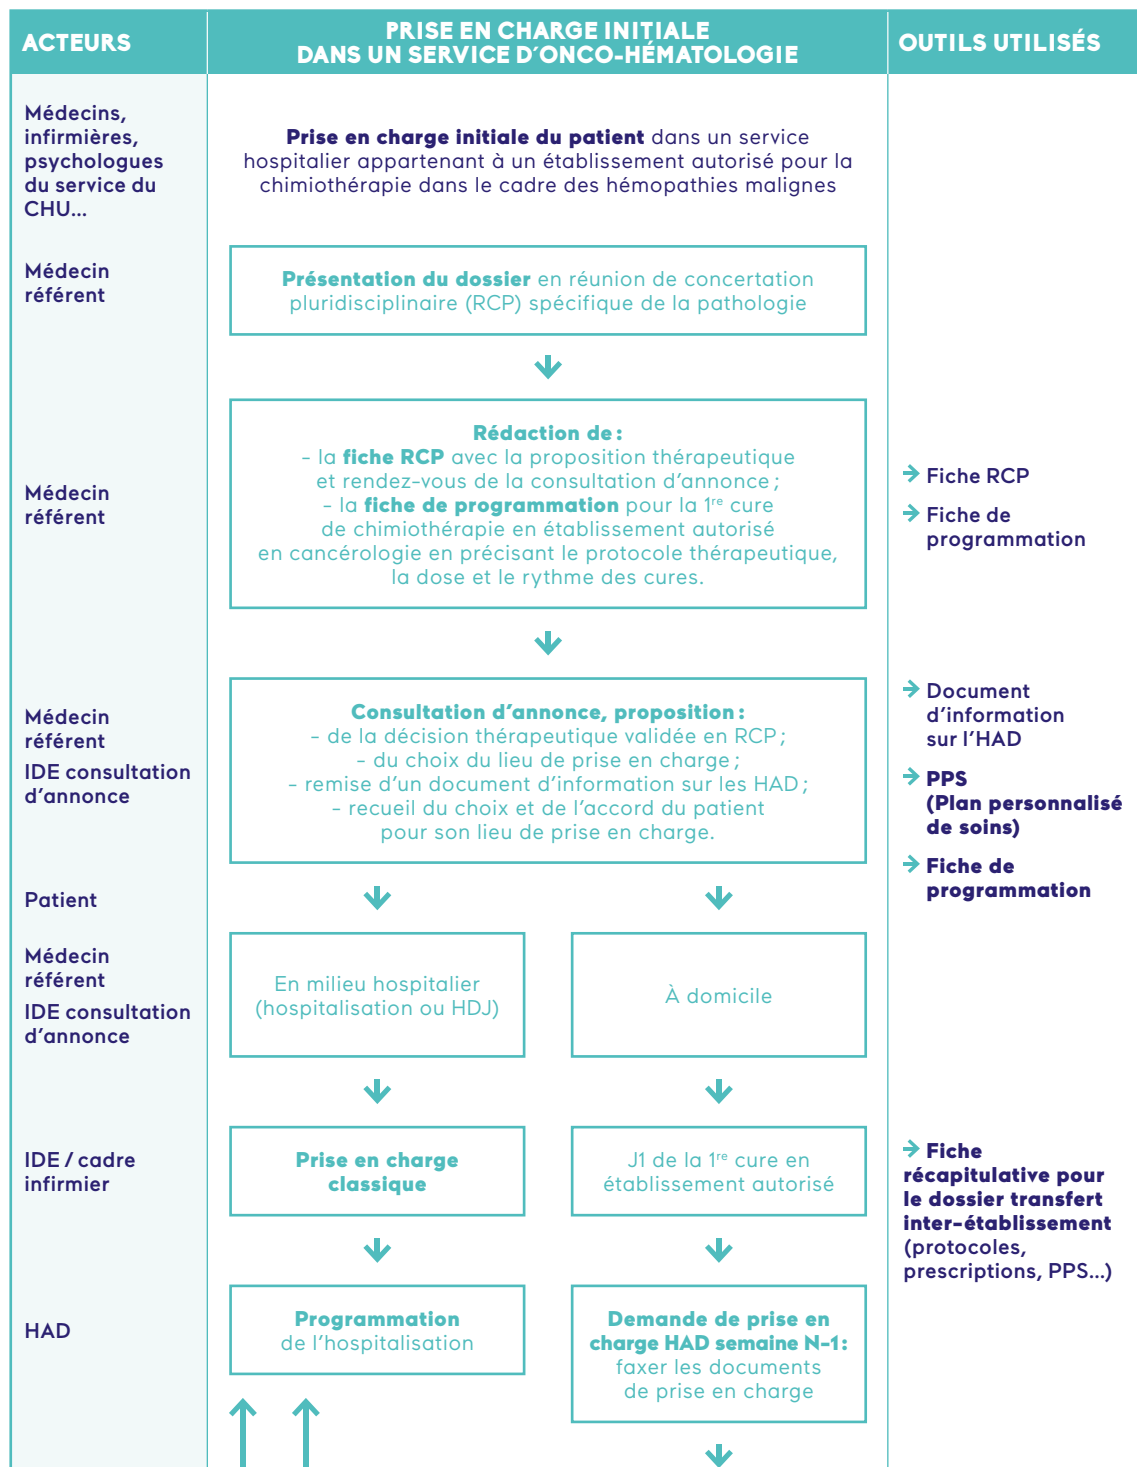 ACTEURS
PRISE EN CHARGE INITIALE
DANS UN SERVICE D'ONCO-HÉMATOLOGIE
OUTILS UTILISÉS
Médecins,
infirmières,
psychologues
du service du
CHU...
Prise en charge initiale du patient dans un service
hospitalier appartenant à un établissement autorisé pour la
chimiothérapie dans le cadre des hémopathies malignes
Médecin
référent
Présentation du dossier en réunion de concertation
pluridisciplinaire (RCP) spécifique de la pathologie
Médecin
référent
Rédaction de :
- la fiche RCP avec la proposition thérapeutique
et rendez-vous de la consultation d'annonce ;
- la fiche de programmation pour la 1re cure
de chimiothérapie en établissement autorisé
en cancérologie en précisant le protocole thérapeutique,
la dose et le rythme des cures.
→ Fiche RCP
→ Fiche de
programmation
Médecin
référent
IDE consultation
d'annonce
Consultation d'annonce, proposition :
- de la décision thérapeutique validée en RCP ;
- du choix du lieu de prise en charge ;
- remise d'un document d'information sur les HAD ;
- recueil du choix et de l'accord du patient
pour son lieu de prise en charge.
→ Document
d'information
sur l'HAD
→ PPS
(Plan personnalisé
de soins)
→ Fiche de
programmation
Patient
Médecin
référent
IDE consultation
d'annonce
En milieu hospitalier
(hospitalisation ou HDJ)
À domicile
IDE / cadre
infirmier
Prise en charge
classique
J1 de la 1re cure en
établissement autorisé
→ Fiche
récapitulative pour
le dossier transfert
inter-établissement
(protocoles,
prescriptions, PPS...)
HAD
Programmation
de l'hospitalisation
Demande de prise en
charge HAD semaine N-1 :
faxer les documents
de prise en charge